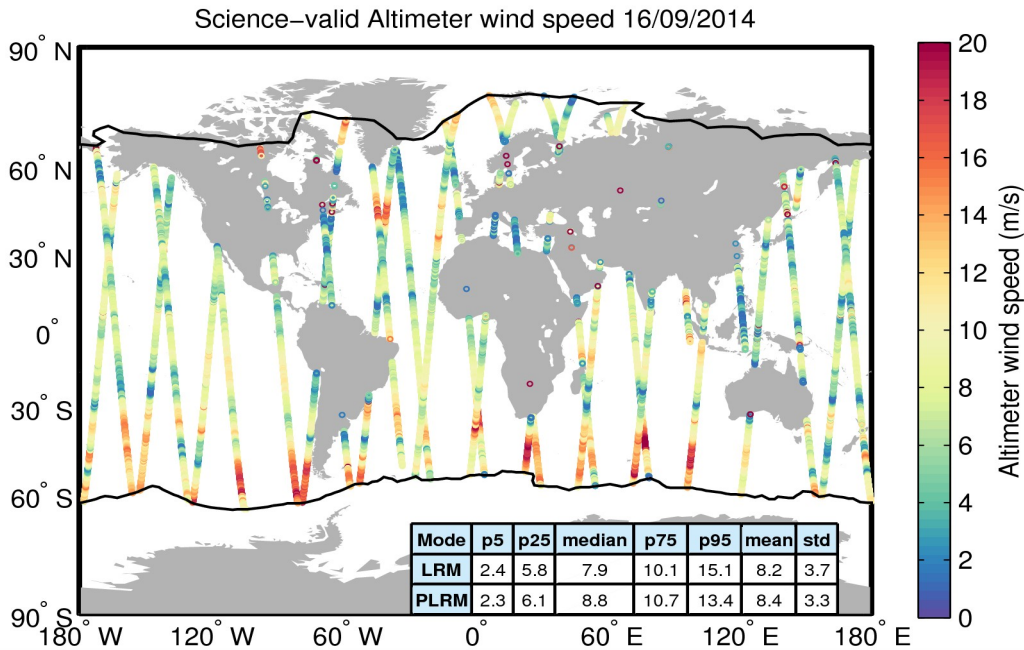 Science−valid Altimeter wind speed 16/09/2014
90° N
60° N
30° N
0°
30° S
60° S
90° S
180° W
120° W
60° W
0°
60° E
120° E
180° E
Mode p5 p25 median p75 p95 mean std
LRM 2.4 5.8 7.9 10.1 15.1 8.2 3.7
PLRM 2.3 6.1 8.8 10.7 13.4 8.4 3.3
20
18
16
14
12
10
8
6
4
2
0
Altimeter wind speed (m/s)